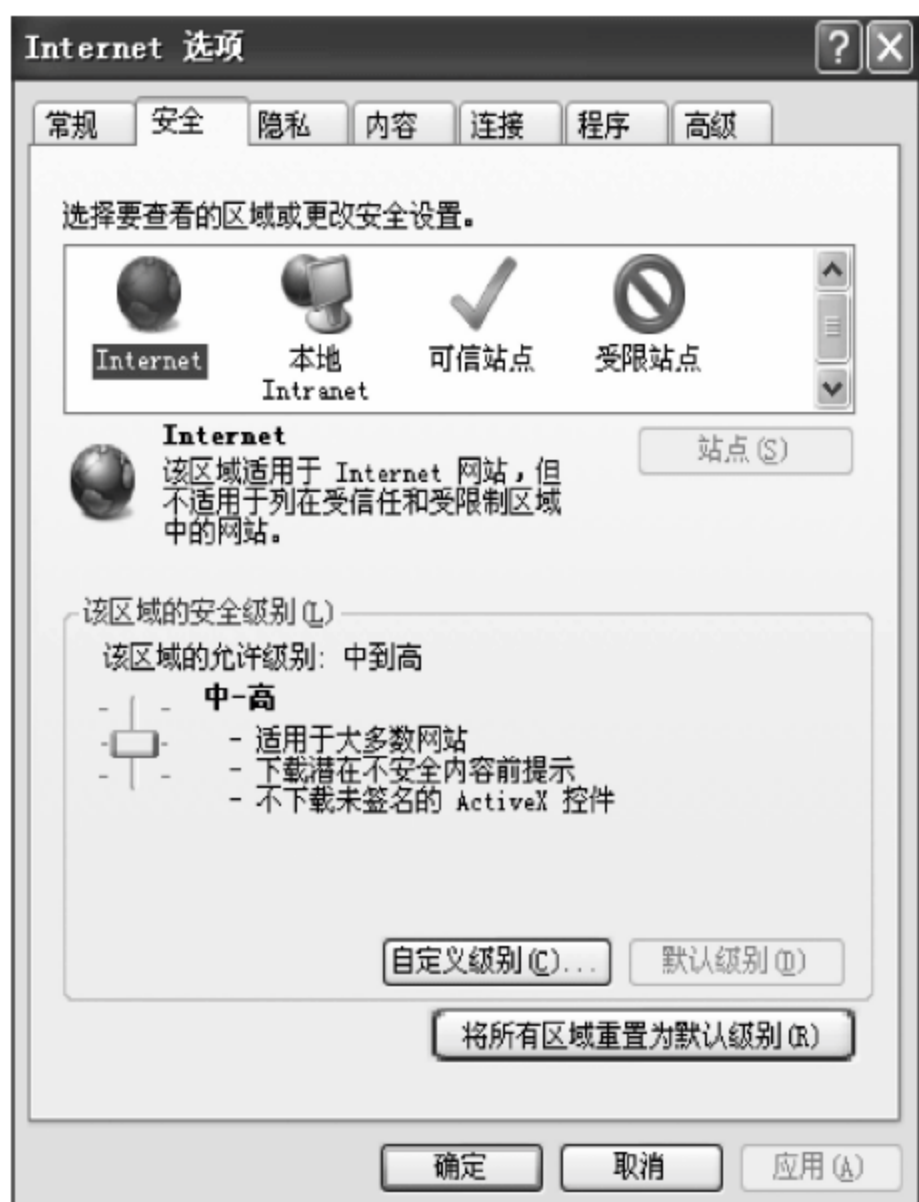 Internet 选项
常规 安全 隐私 内容 连接 程序 高级
选择要查看的区域或更改安全设置。
Internet 本地 Intranet 可信站点 受限站点
Internet
站点(S)
该区域适用于 Internet 网站，但
不适用于列在受信任和受限制区域
中的网站。
该区域的安全级别(L)
该区域的允许级别: 中到高
中-高
- 适用于大多数网站
- 下载潜在不安全内容前提示
- 不下载未签名的 ActiveX 控件
自定义级别(C)... 默认级别(D)
将所有区域重置为默认级别(R)
确定 取消 应用(A)